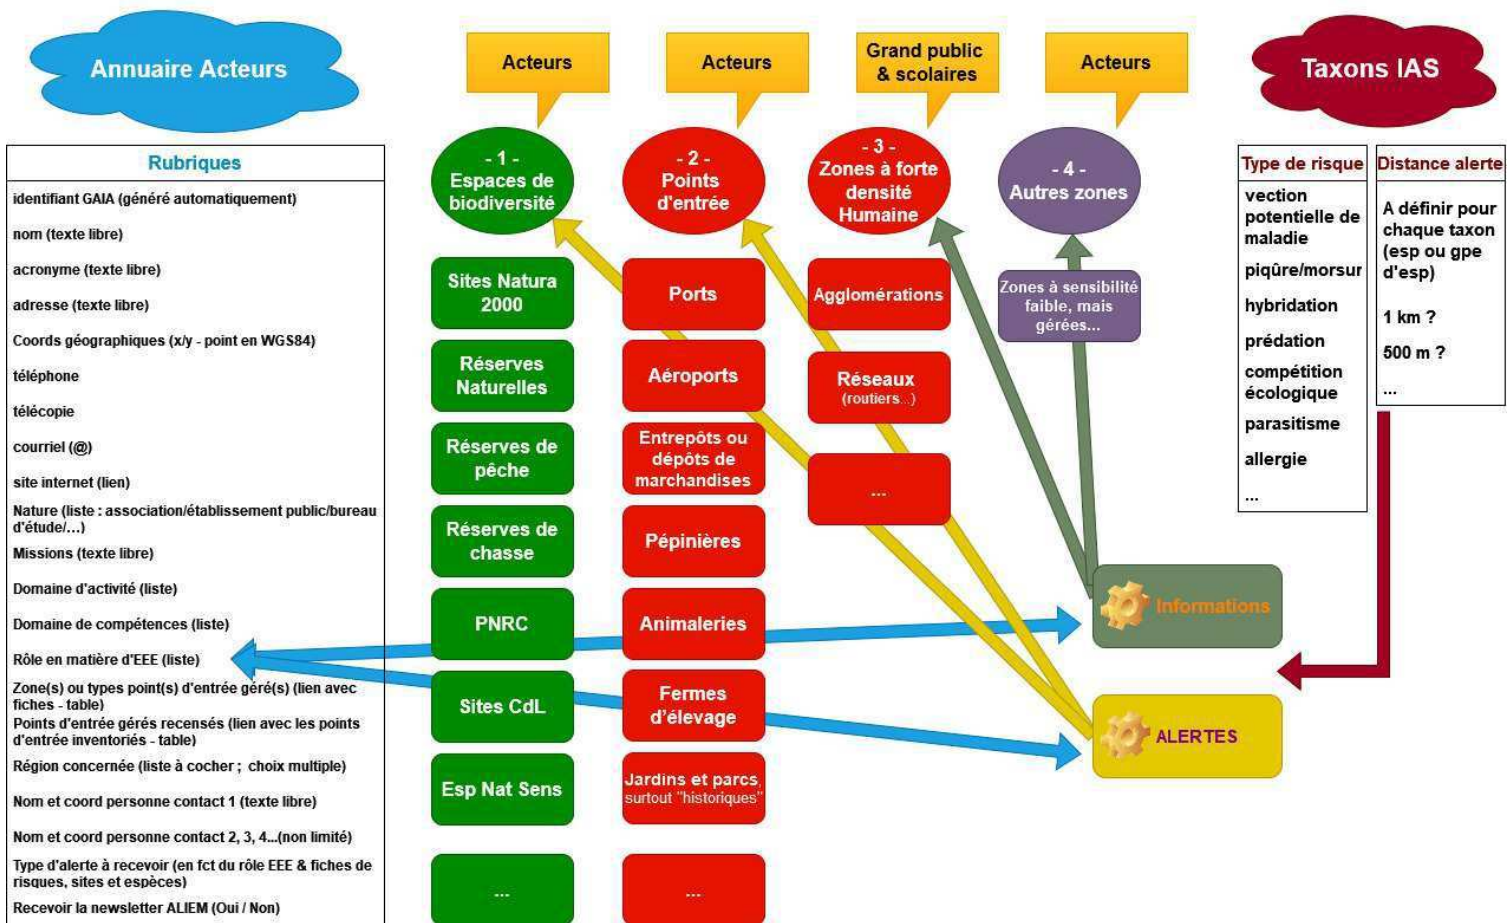 Annuaire Acteurs
Rubriques
identifiant GAIA (généré automatiquement)
nom (texte libre)
acronyme (texte libre)
adresse (texte libre)
Coords géographiques (x/y - point en WGS84)
téléphone
télécopie
courriel (@)
site internet (lien)
Nature (liste : association/établissement public/bureau
d'étude/...)
Missions (texte libre)
Domaine d'activité (liste)
Domaine de compétences (liste)
Rôle en matière d'EEE (liste)
Zone(s) ou types point(s) d'entrée géré(s) (lien avec
fiches - table)
Points d'entrée gérés recensés (lien avec les points
d'entrée inventoriés - table)
Région concernée (liste à cocher ; choix multiple)
Nom et coord personne contact 1 (texte libre)
Nom et coord personne contact 2, 3, 4...(non limité)
Type d'alerte à recevoir (en fct du rôle EEE & fiches de
risques, sites et espèces)
Recevoir la newsletter ALIEM (Oui / Non)
Acteurs
- 1 -
Espaces de
biodiversité
Sites Natura
2000
Réserves
Naturelles
Réserves de
pêche
Réserves de
chasse
PNRC
Sites CdL
Esp Nat Sens
...
Acteurs
- 2 -
Points
d'entrée
Ports
Aéroports
Entrepôts ou
dépôts de
marchandises
Pépinières
Animaleries
Fermes
d'élevage
Jardins et parcs,
surtout "historiques"
...
Grand public
& scolaires
- 3 -
Zones à forte
densité
Humaine
Agglomérations
Réseaux
(routiers...)
...
Acteurs
- 4 -
Autres zones
Zones à sensibilité
faible, mais
gérées...
Informations
ALERTES
Taxons IAS
Type de risque
vection
potentielle de
maladie
piqûre/morsur
hybridation
prédation
compétition
écologique
parasitisme
allergie
...
Distance alerte
A définir pour
chaque taxon
(esp ou gpe
d'esp)
1 km ?
500 m ?
...